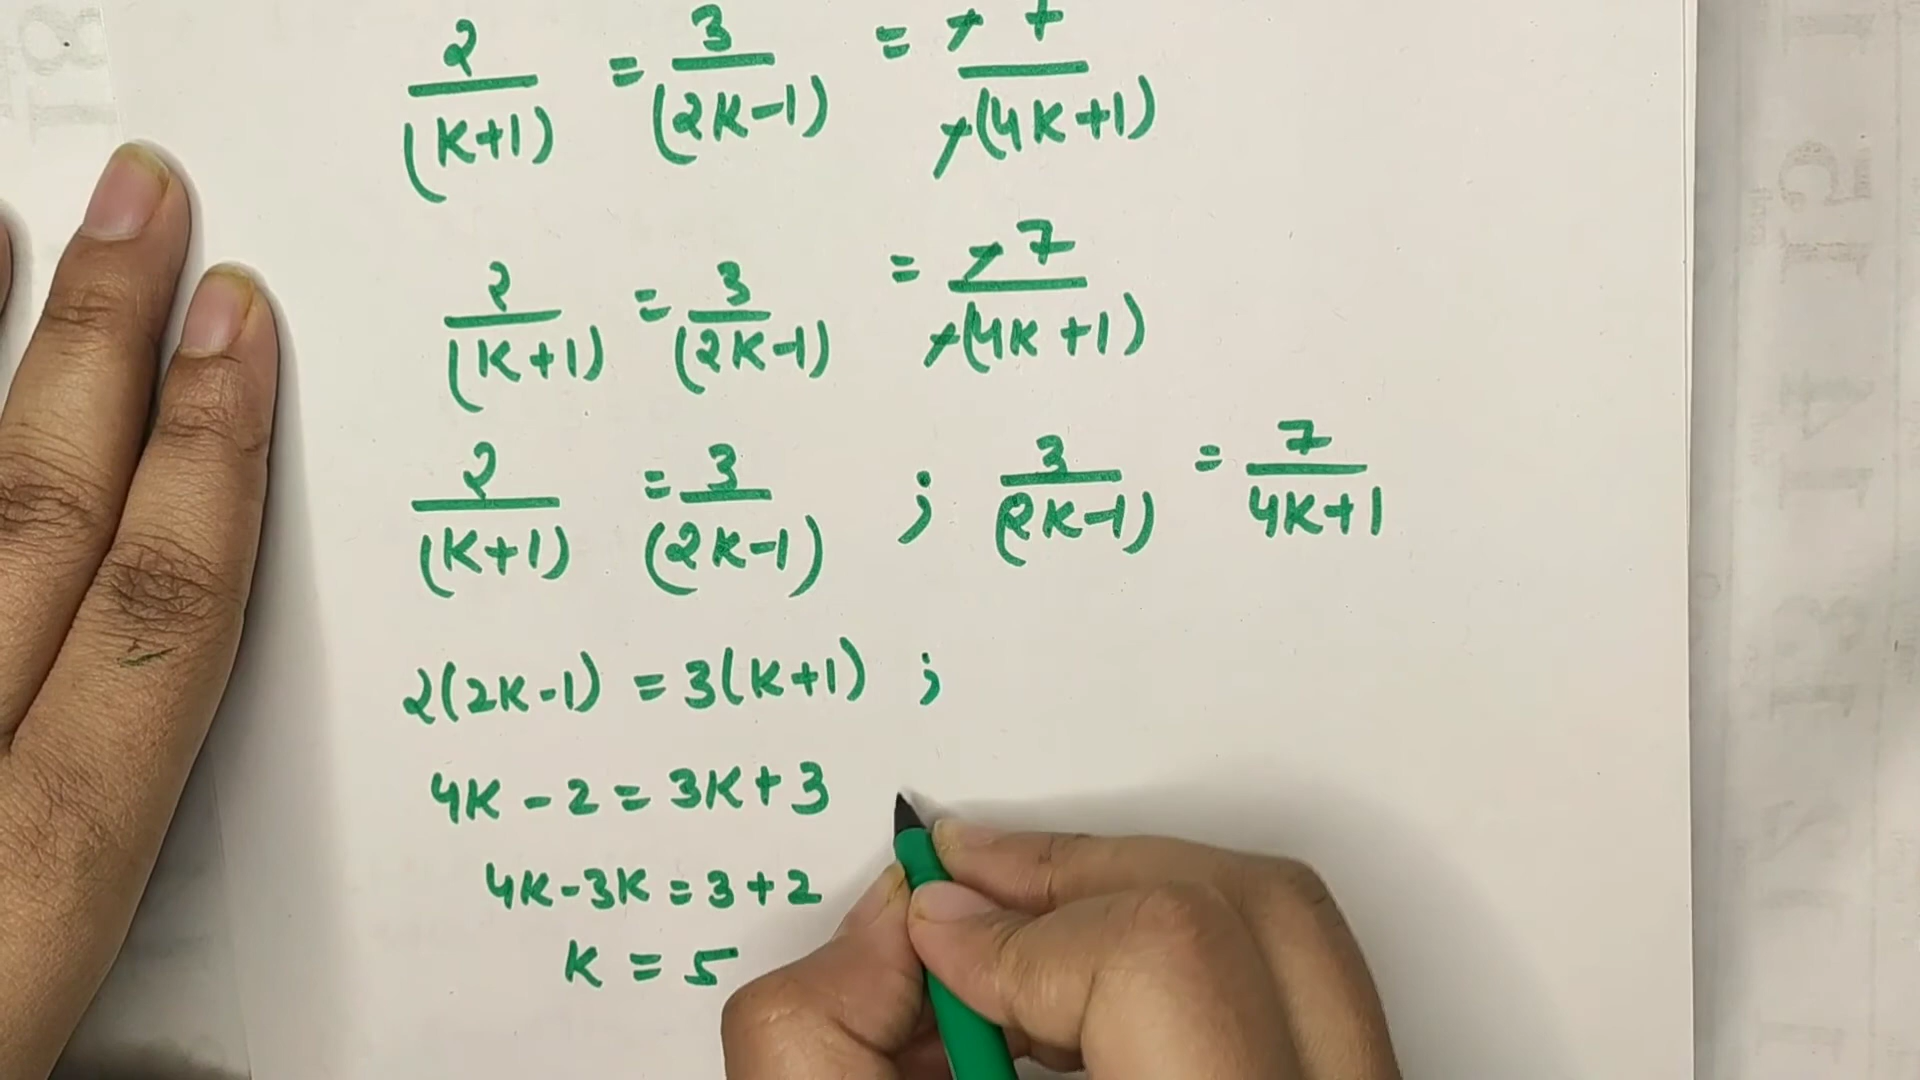 2/(K+1) = 3/(2K-1) = -7/-(4K+1)
2/(K+1) = 3/(2K-1) = -7/-(4K+1)
2/(K+1) = 3/(2K-1) ; 3/(2K-1) = 7/4K+1
2(2K-1) = 3(K+1) ;
4K - 2 = 3K + 3
4K - 3K = 3 + 2
K = 5